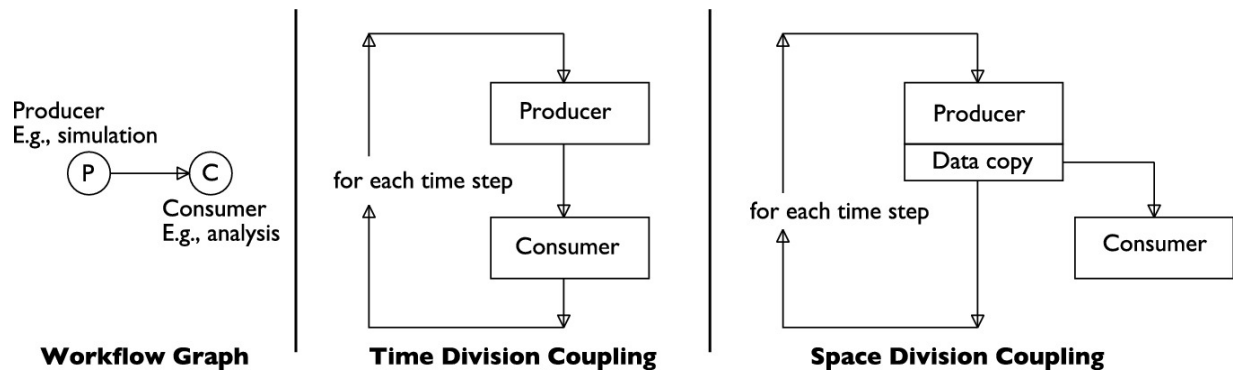 Producer
E.g., simulation
P
C
Consumer
E.g., analysis
Workflow Graph
Producer
for each time step
Consumer
Time Division Coupling
Producer
Data copy
for each time step
Consumer
Space Division Coupling